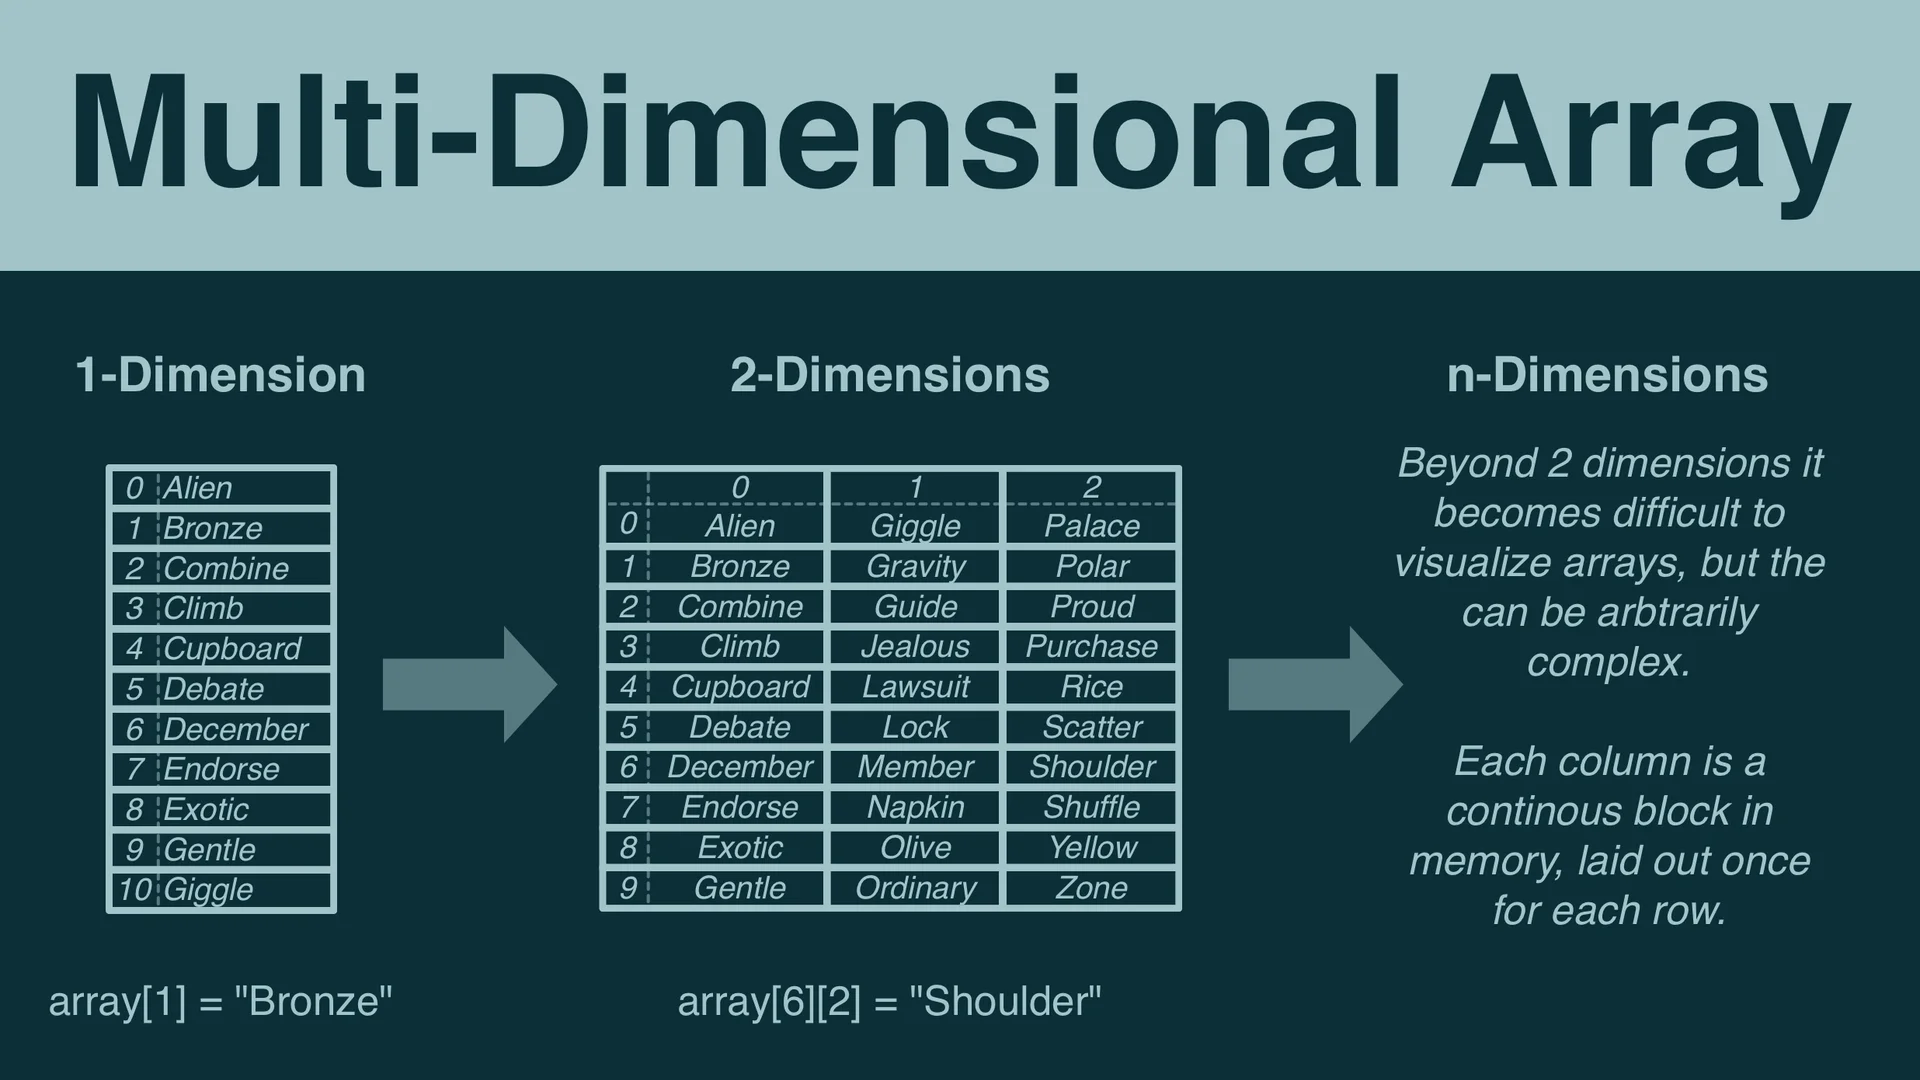 Multi-Dimensional Array
1-Dimension
0 Alien
1 Bronze
2 Combine
3 Climb
4 Cupboard
5 Debate
6 December
7 Endorse
8 Exotic
9 Gentle
10 Giggle
array[1] = "Bronze"
2-Dimensions
0 1 2
0 Alien Giggle Palace
1 Bronze Gravity Polar
2 Combine Guide Proud
3 Climb Jealous Purchase
4 Cupboard Lawsuit Rice
5 Debate Lock Scatter
6 December Member Shoulder
7 Endorse Napkin Shuffle
8 Exotic Olive Yellow
9 Gentle Ordinary Zone
array[6][2] = "Shoulder"
n-Dimensions
Beyond 2 dimensions it
becomes difficult to
visualize arrays, but the
can be arbtrarily
complex.
Each column is a
continous block in
memory, laid out once
for each row.